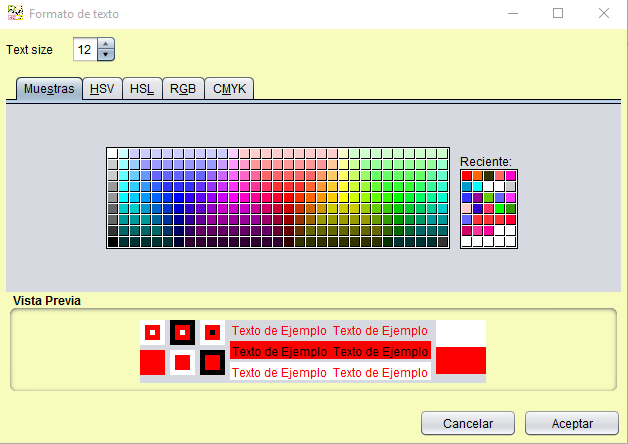 Formato de texto
Text size 12
Muestras HSV HSL RGB CMYK
Reciente:
Vista Previa
Texto de Ejemplo Texto de Ejemplo
Texto de Ejemplo Texto de Ejemplo
Texto de Ejemplo Texto de Ejemplo
Cancelar Aceptar